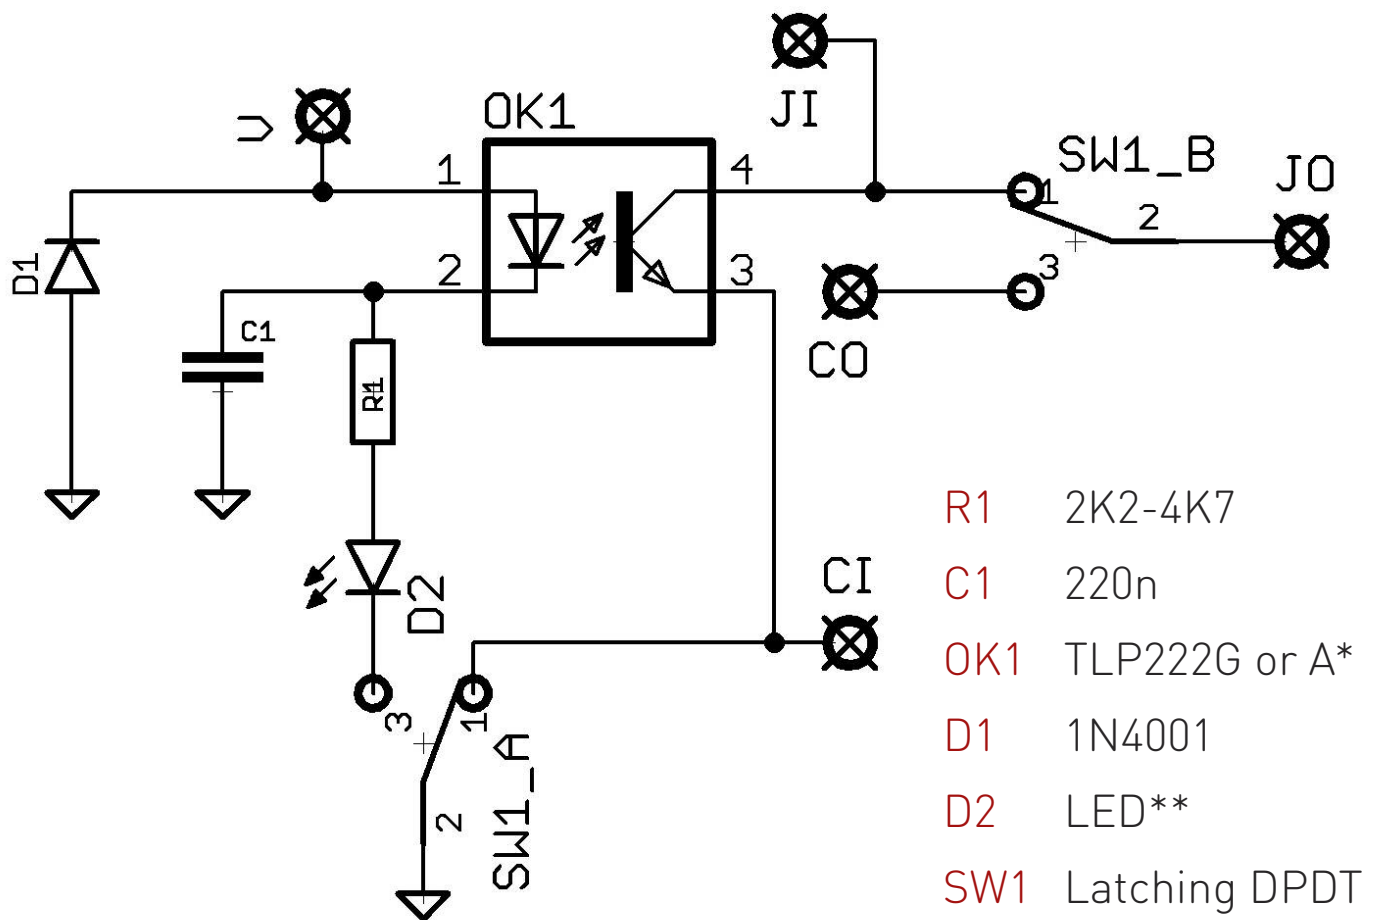 JI
OK1
V
SW1_B
JO
1
4
1
2
D1
2
3
3
C1
CO
R1
R1 2K2-4K7
CI
C1 220n
D2
OK1 TLP222G or A*
3
1
D1 1N4001
SW1_A
2
D2 LED**
SW1 Latching DPDT